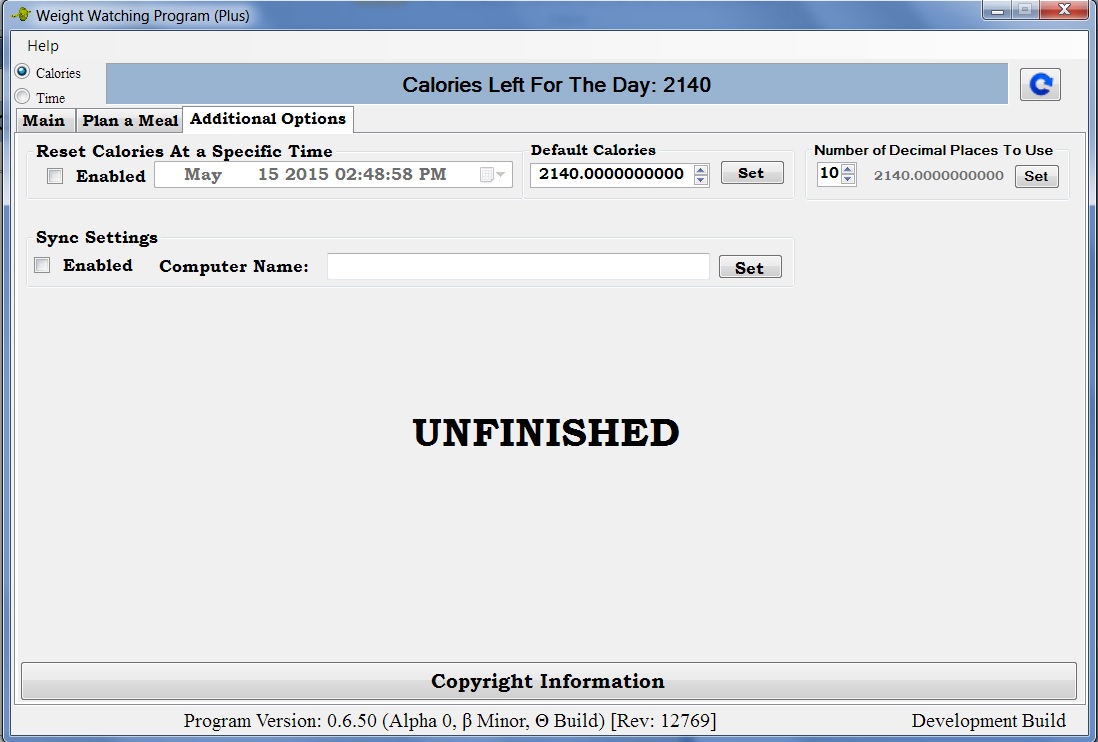 Weight Watching Program (Plus)
Help
Calories
Time
Calories Left For The Day: 2140
Main
Plan a Meal
Additional Options
Reset Calories At a Specific Time
Enabled
May 15 2015 02:48:58 PM
Default Calories
2140.0000000000
Set
Number of Decimal Places To Use
10
2140.0000000000
Set
Sync Settings
Enabled
Computer Name:
Set
UNFINISHED
Copyright Information
Program Version: 0.6.50 (Alpha 0, β Minor, Θ Build) [Rev: 12769]
Development Build